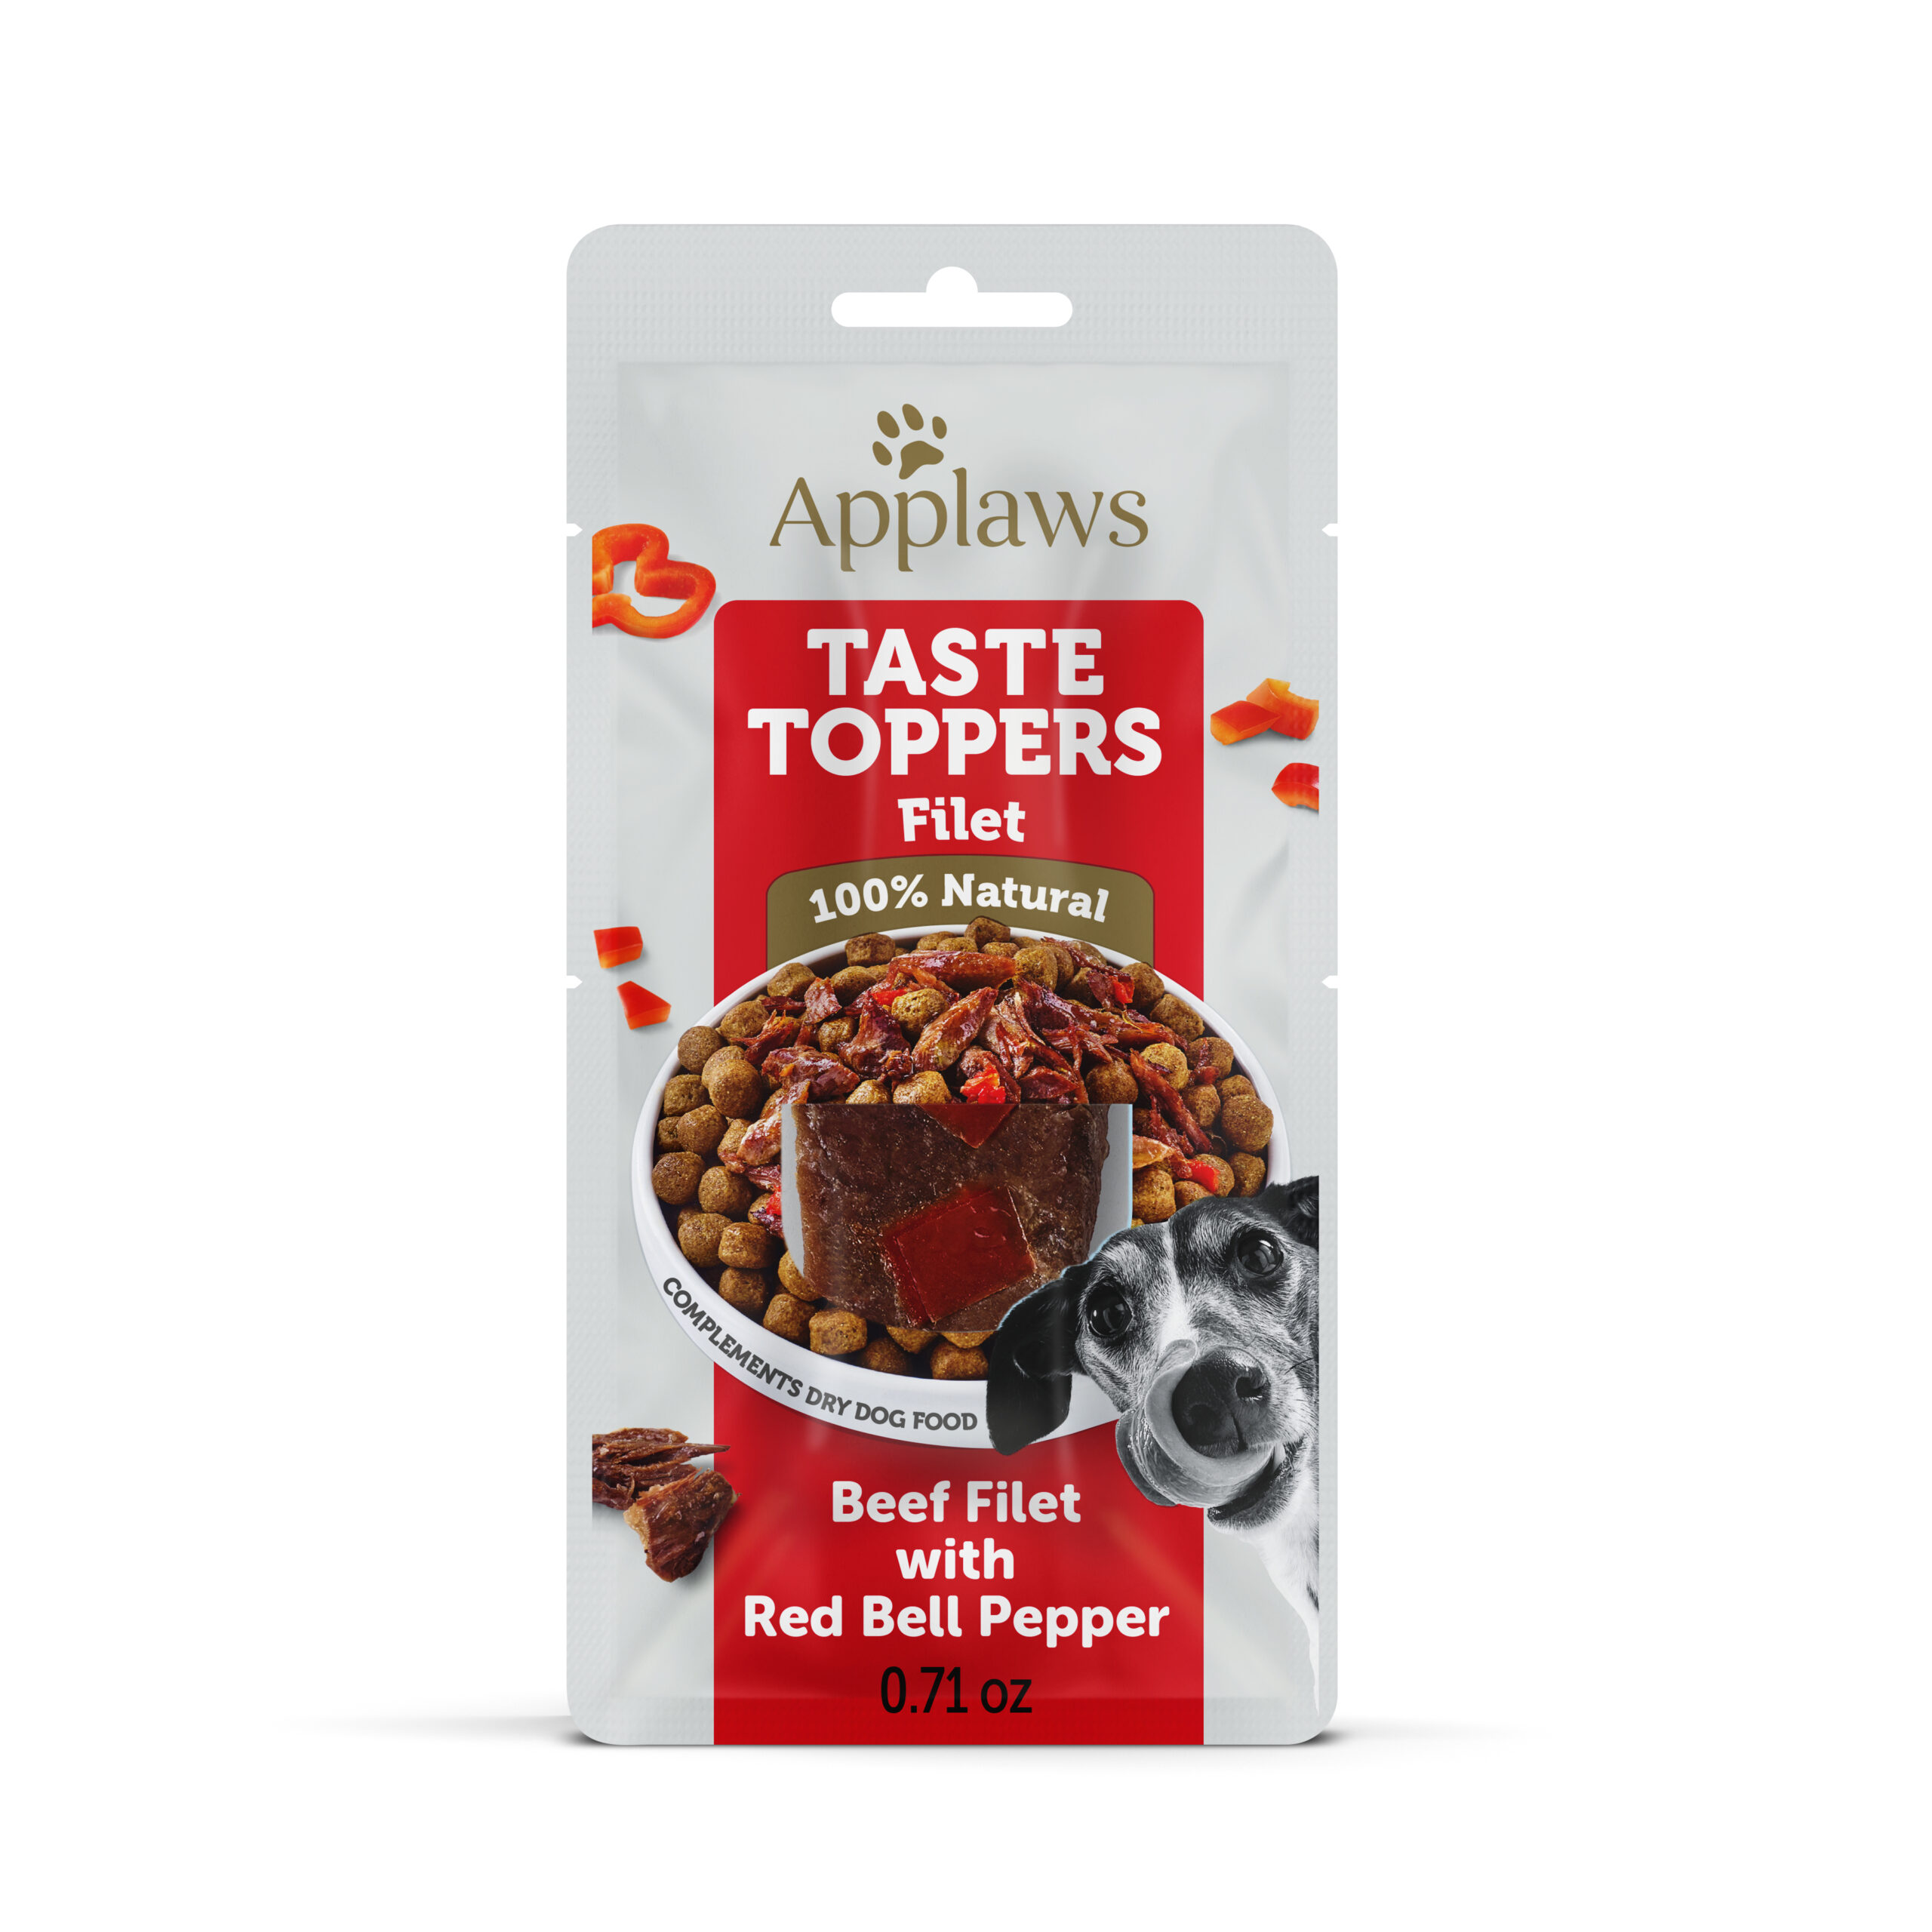 Applaws
TASTE
TOPPERS
Filet
100% Natural
COMPLEMENTS DRY DOG FOOD
Beef Filet
with
Red Bell Pepper
0.71 oz